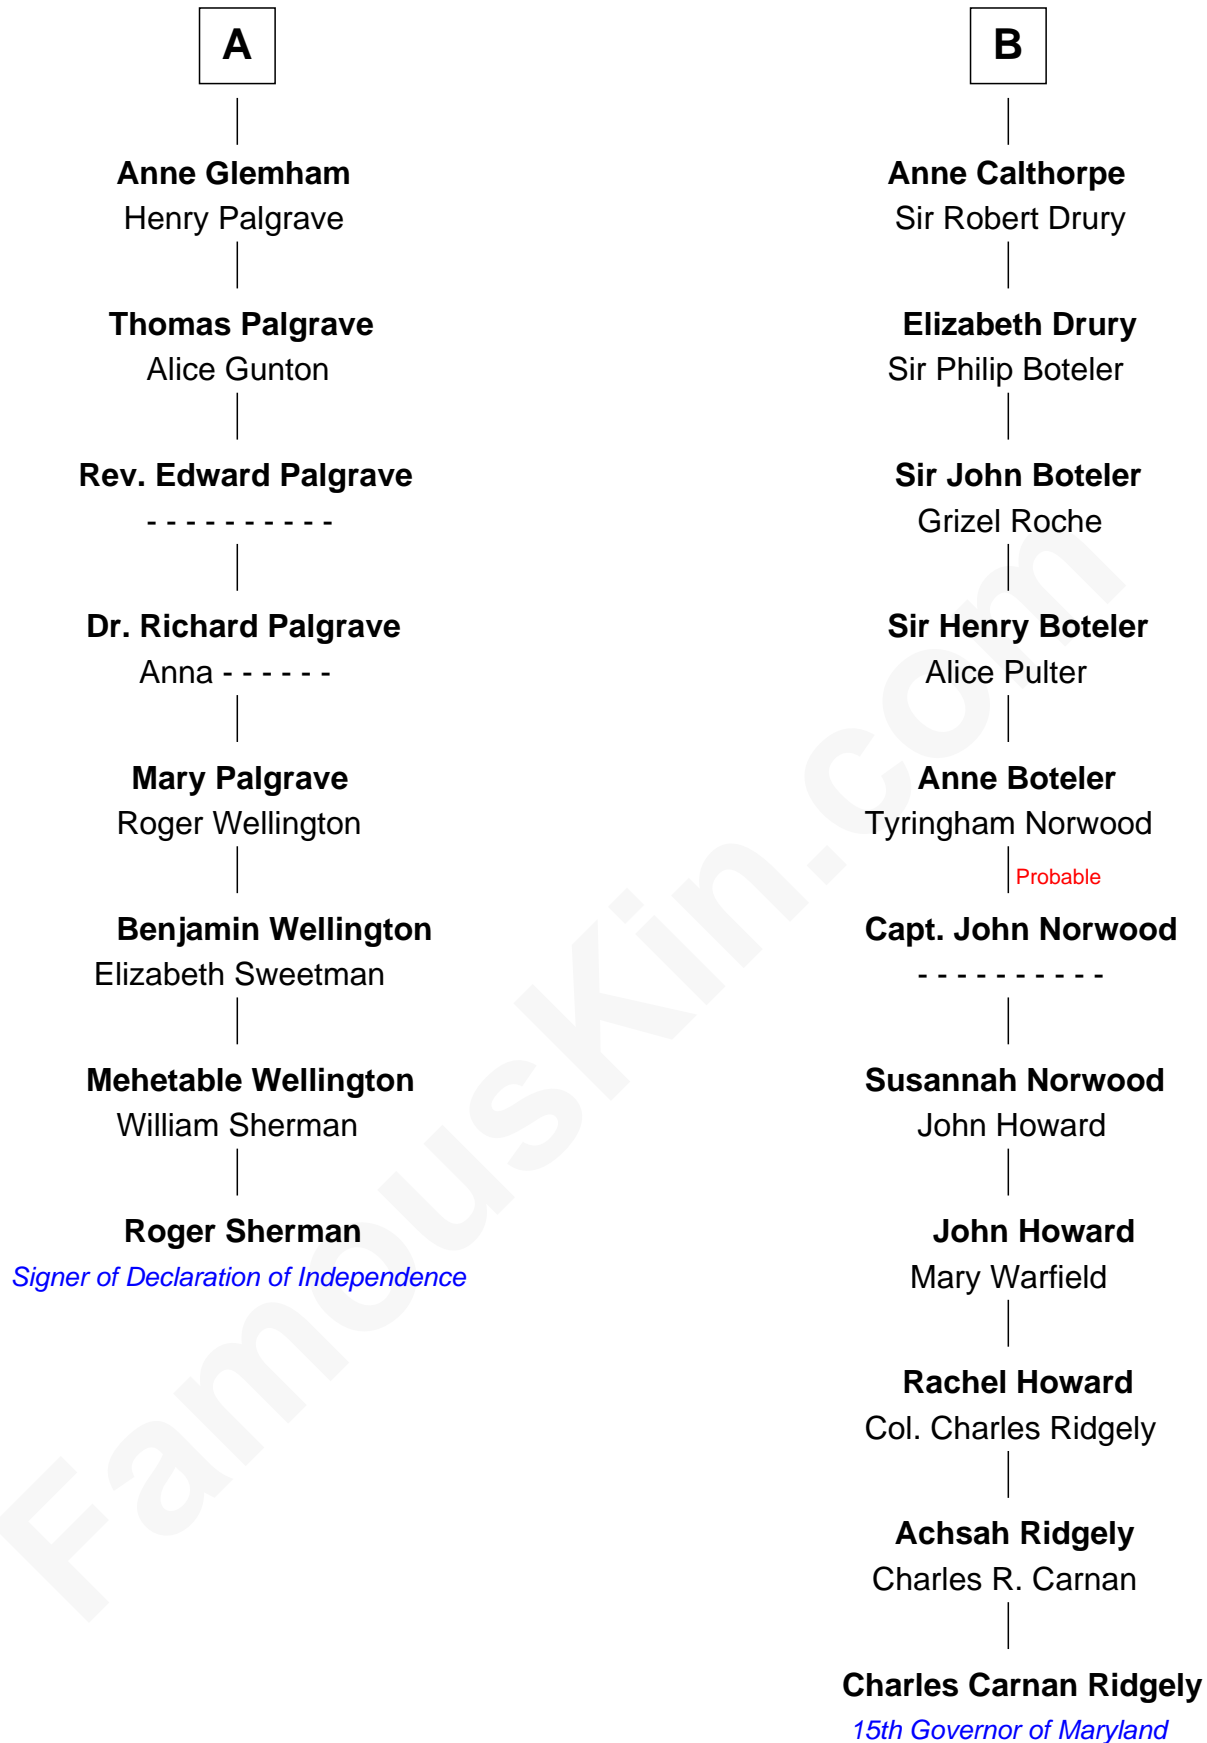 A
Anne Glemham
Henry Palgrave
Thomas Palgrave
Alice Gunton
Rev. Edward Palgrave
- - - - - - - - - -
Dr. Richard Palgrave
Anna - - - - - -
Mary Palgrave
Roger Wellington
Benjamin Wellington
Elizabeth Sweetman
Mehetable Wellington
William Sherman
Roger Sherman
Signer of Declaration of Independence
B
Anne Calthorpe
Sir Robert Drury
Elizabeth Drury
Sir Philip Boteler
Sir John Boteler
Grizel Roche
Sir Henry Boteler
Alice Pulter
Anne Boteler
Tyringham Norwood
Probable
Capt. John Norwood
- - - - - - - - - -
Susannah Norwood
John Howard
John Howard
Mary Warfield
Rachel Howard
Col. Charles Ridgely
Achsah Ridgely
Charles R. Carnan
Charles Carnan Ridgely
15th Governor of Maryland
FamousKin.com